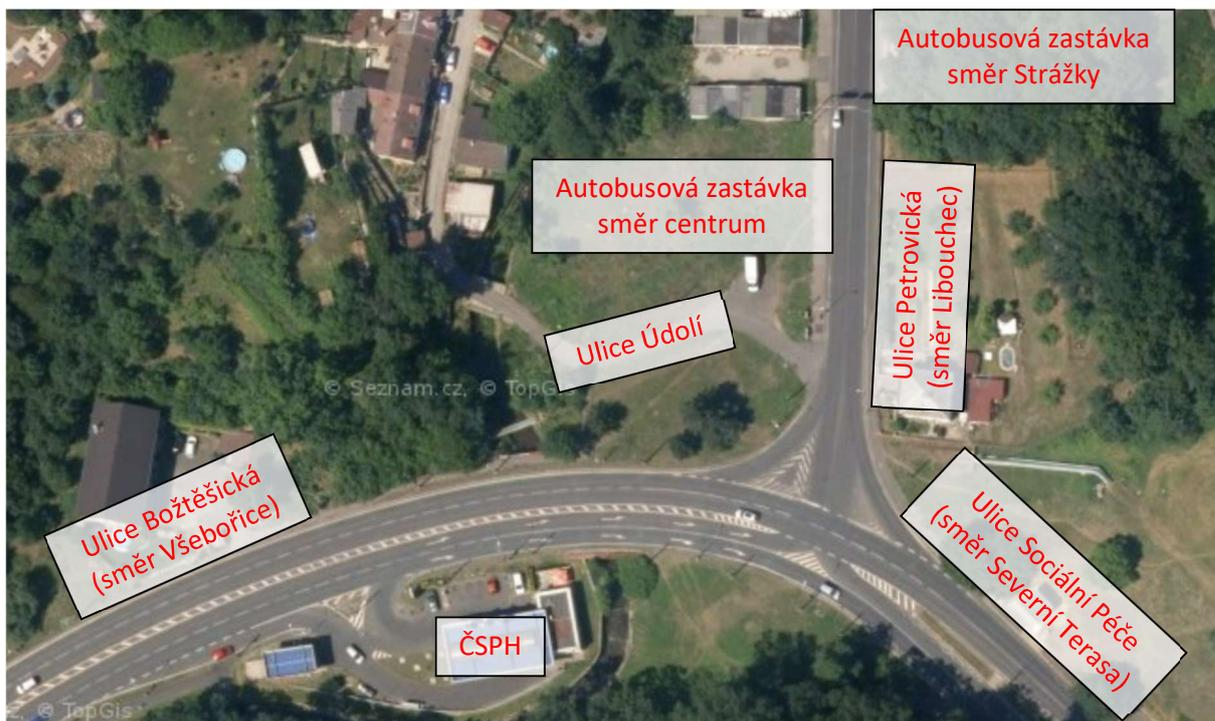 Autobusová zastávka
směr Strážky
Autobusová zastávka
směr centrum
Ulice Petrovická
(směr Libouchec)
Ulice Údolí
© Seznam.cz, © TopGis
Ulice Božtěšická
(směr Všebořice)
Ulice Sociální Péče
(směr Severní Terasa)
ČSPH
z, © TopGis